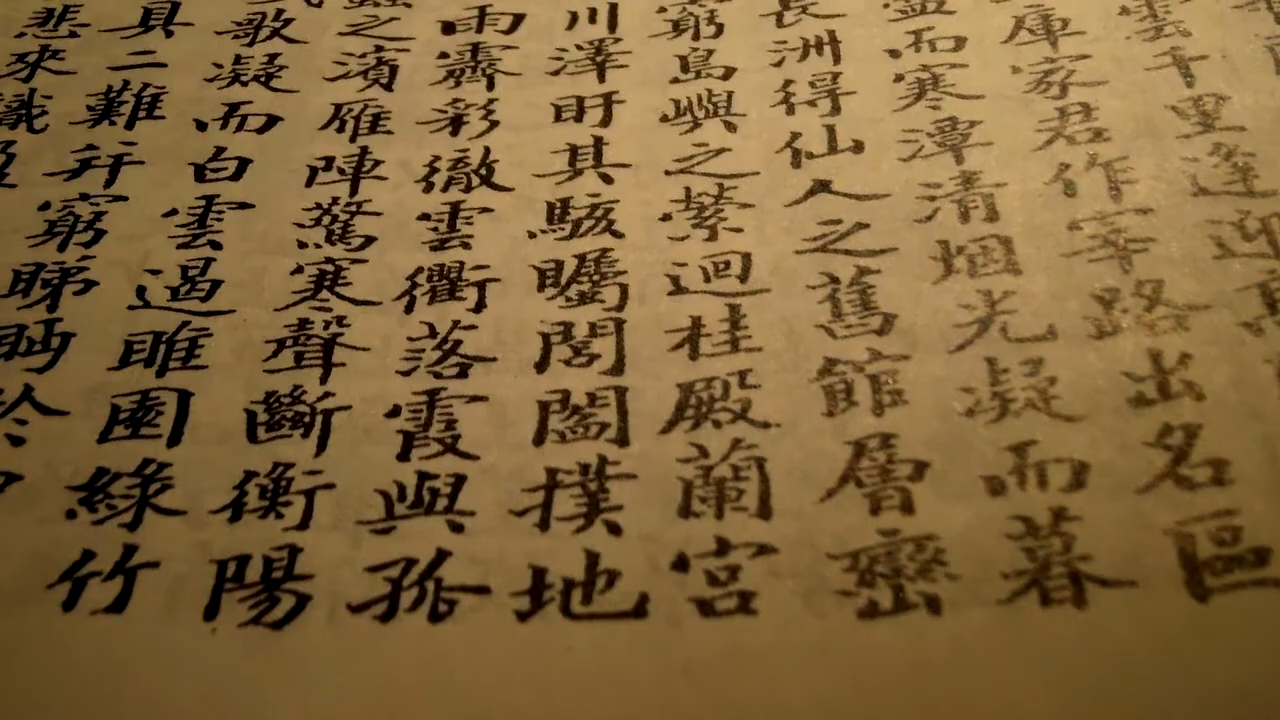 雲千里逢迎高
庫家君作宰路出名區
盡而寒潭清烟光凝而暮
長洲得仙人之舊館層巒
窮島嶼之縈迴桂殿蘭宮
川澤盱其駭矚閭閻撲地
雨霽彩徹雲衢落霞與孤
蠡之濱雁陣驚寒聲斷衡陽
歌凝而白雲遏睢園綠竹
具二難并窮睇眄於
悲來識